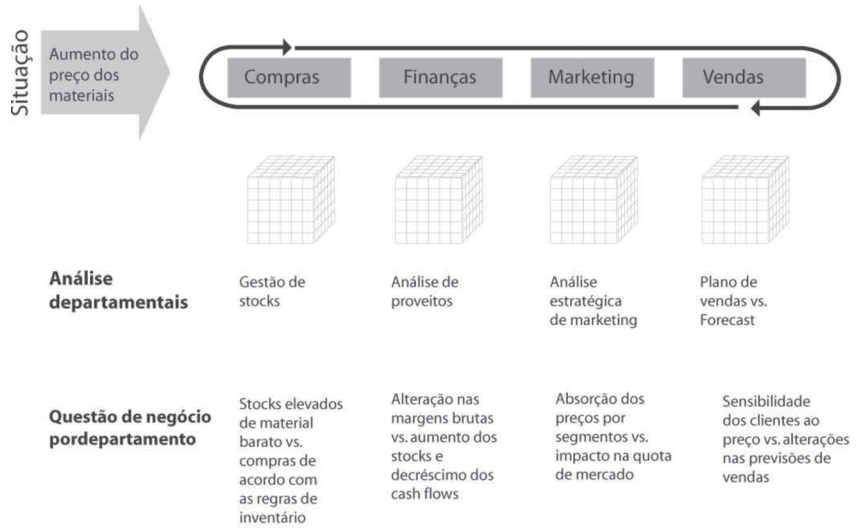 Situação
Aumento do
preço dos
materiais
Compras
Finanças
Marketing
Vendas
Análise
departamentais
Gestão de
stocks
Análise de
proveitos
Análise
estratégica
de marketing
Plano de
vendas vs.
Forecast
Questão de negócio
pordepartamento
Stocks elevados
de material
barato vs.
compras de
acordo com
as regras de
inventário
Alteração nas
margens brutas
vs. aumento dos
stocks e
decréscimo dos
cash flows
Absorção dos
preços por
segmentos vs.
impacto na quota
de mercado
Sensibilidade
dos clientes ao
preço vs. alterações
nas previsões de
vendas